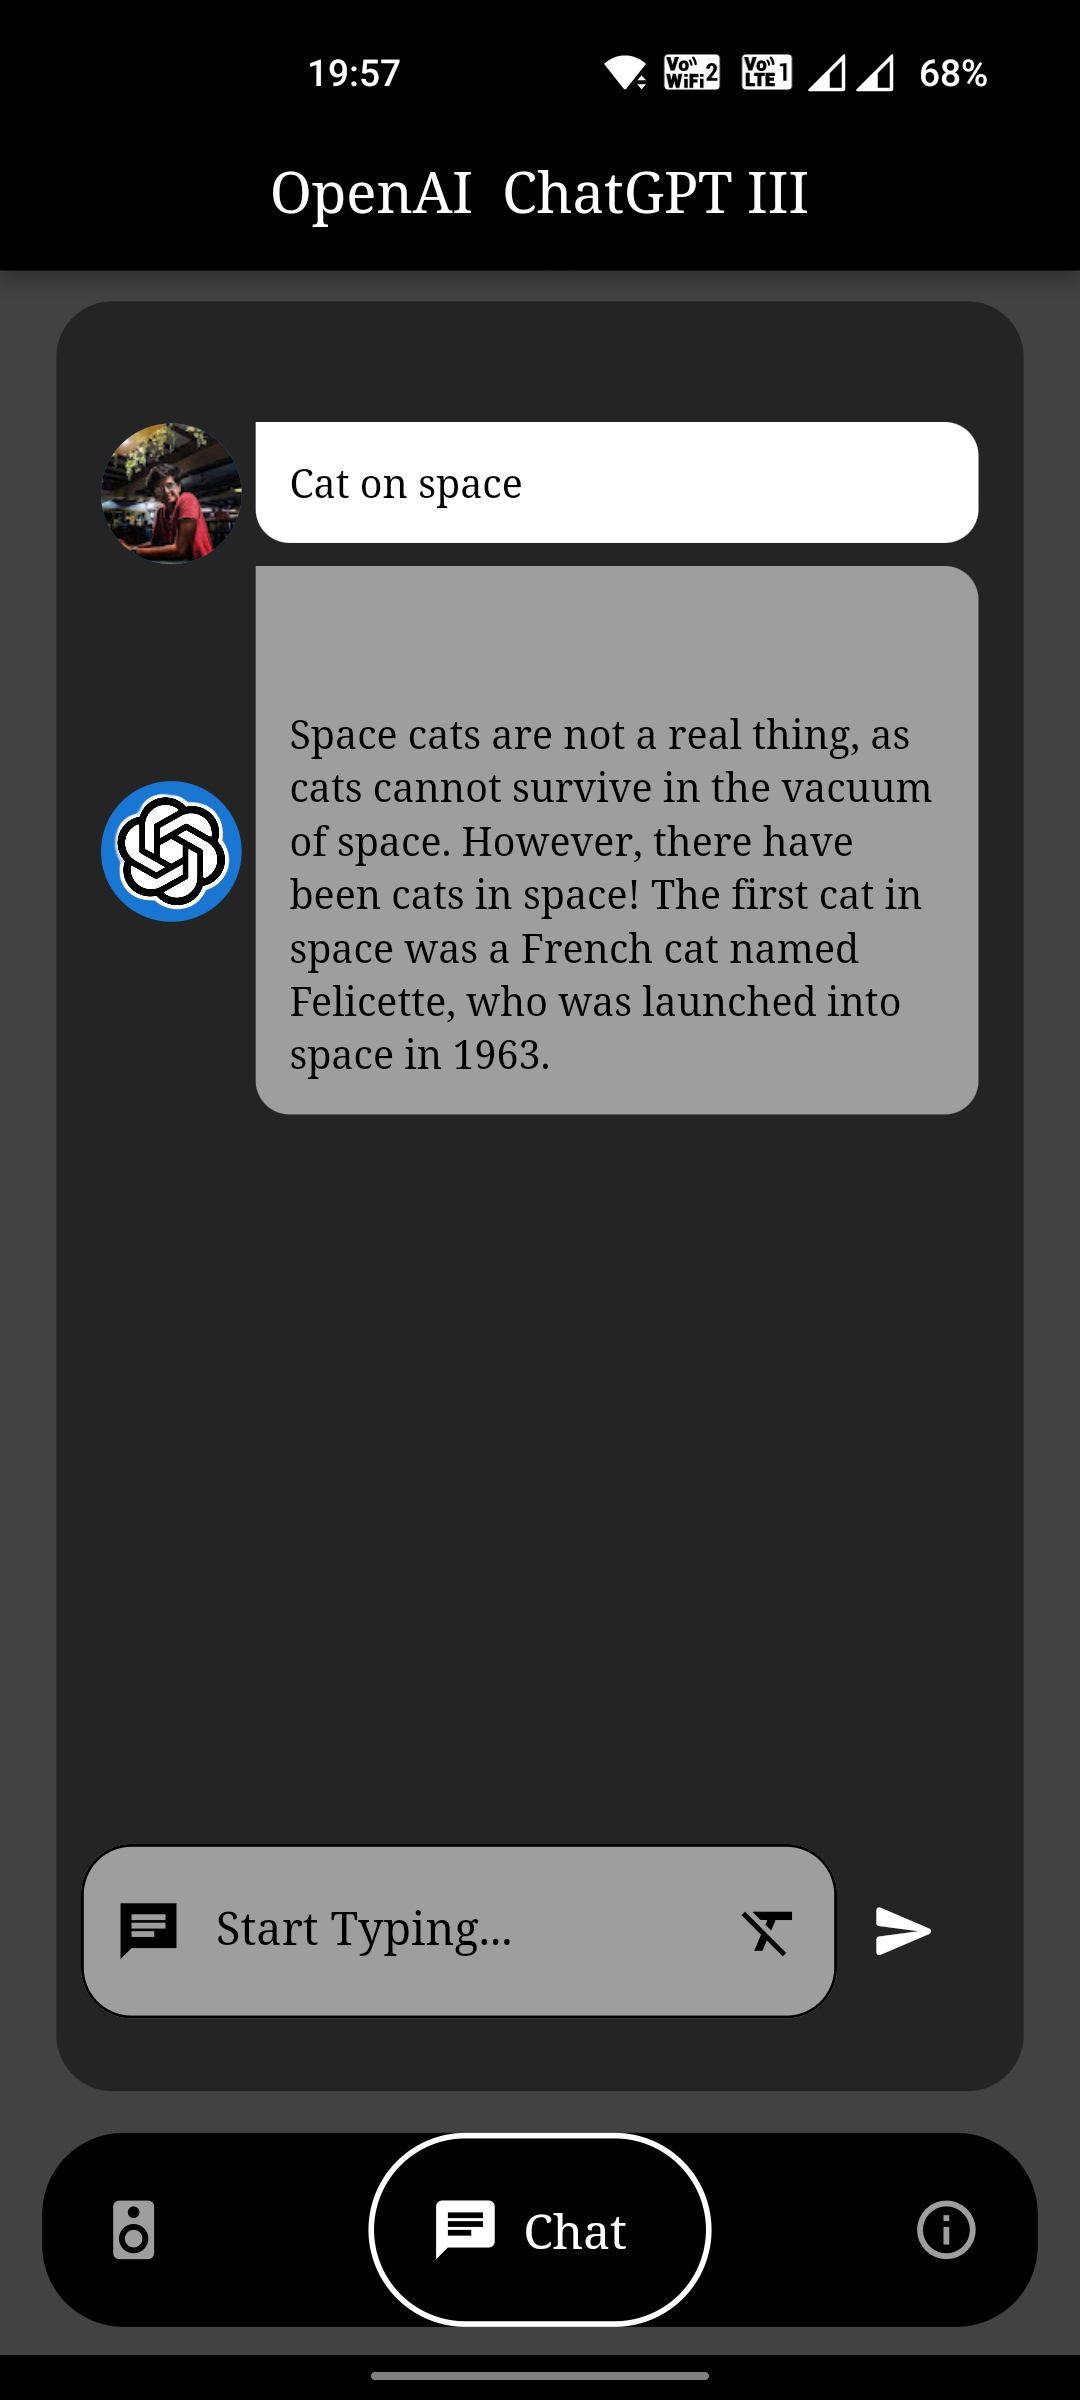 19:57 Vo WiFi 2 Vo LTE 1 68%
OpenAI ChatGPT III
Cat on space
Space cats are not a real thing, as
cats cannot survive in the vacuum
of space. However, there have
been cats in space! The first cat in
space was a French cat named
Felicette, who was launched into
space in 1963.
Start Typing...
Chat